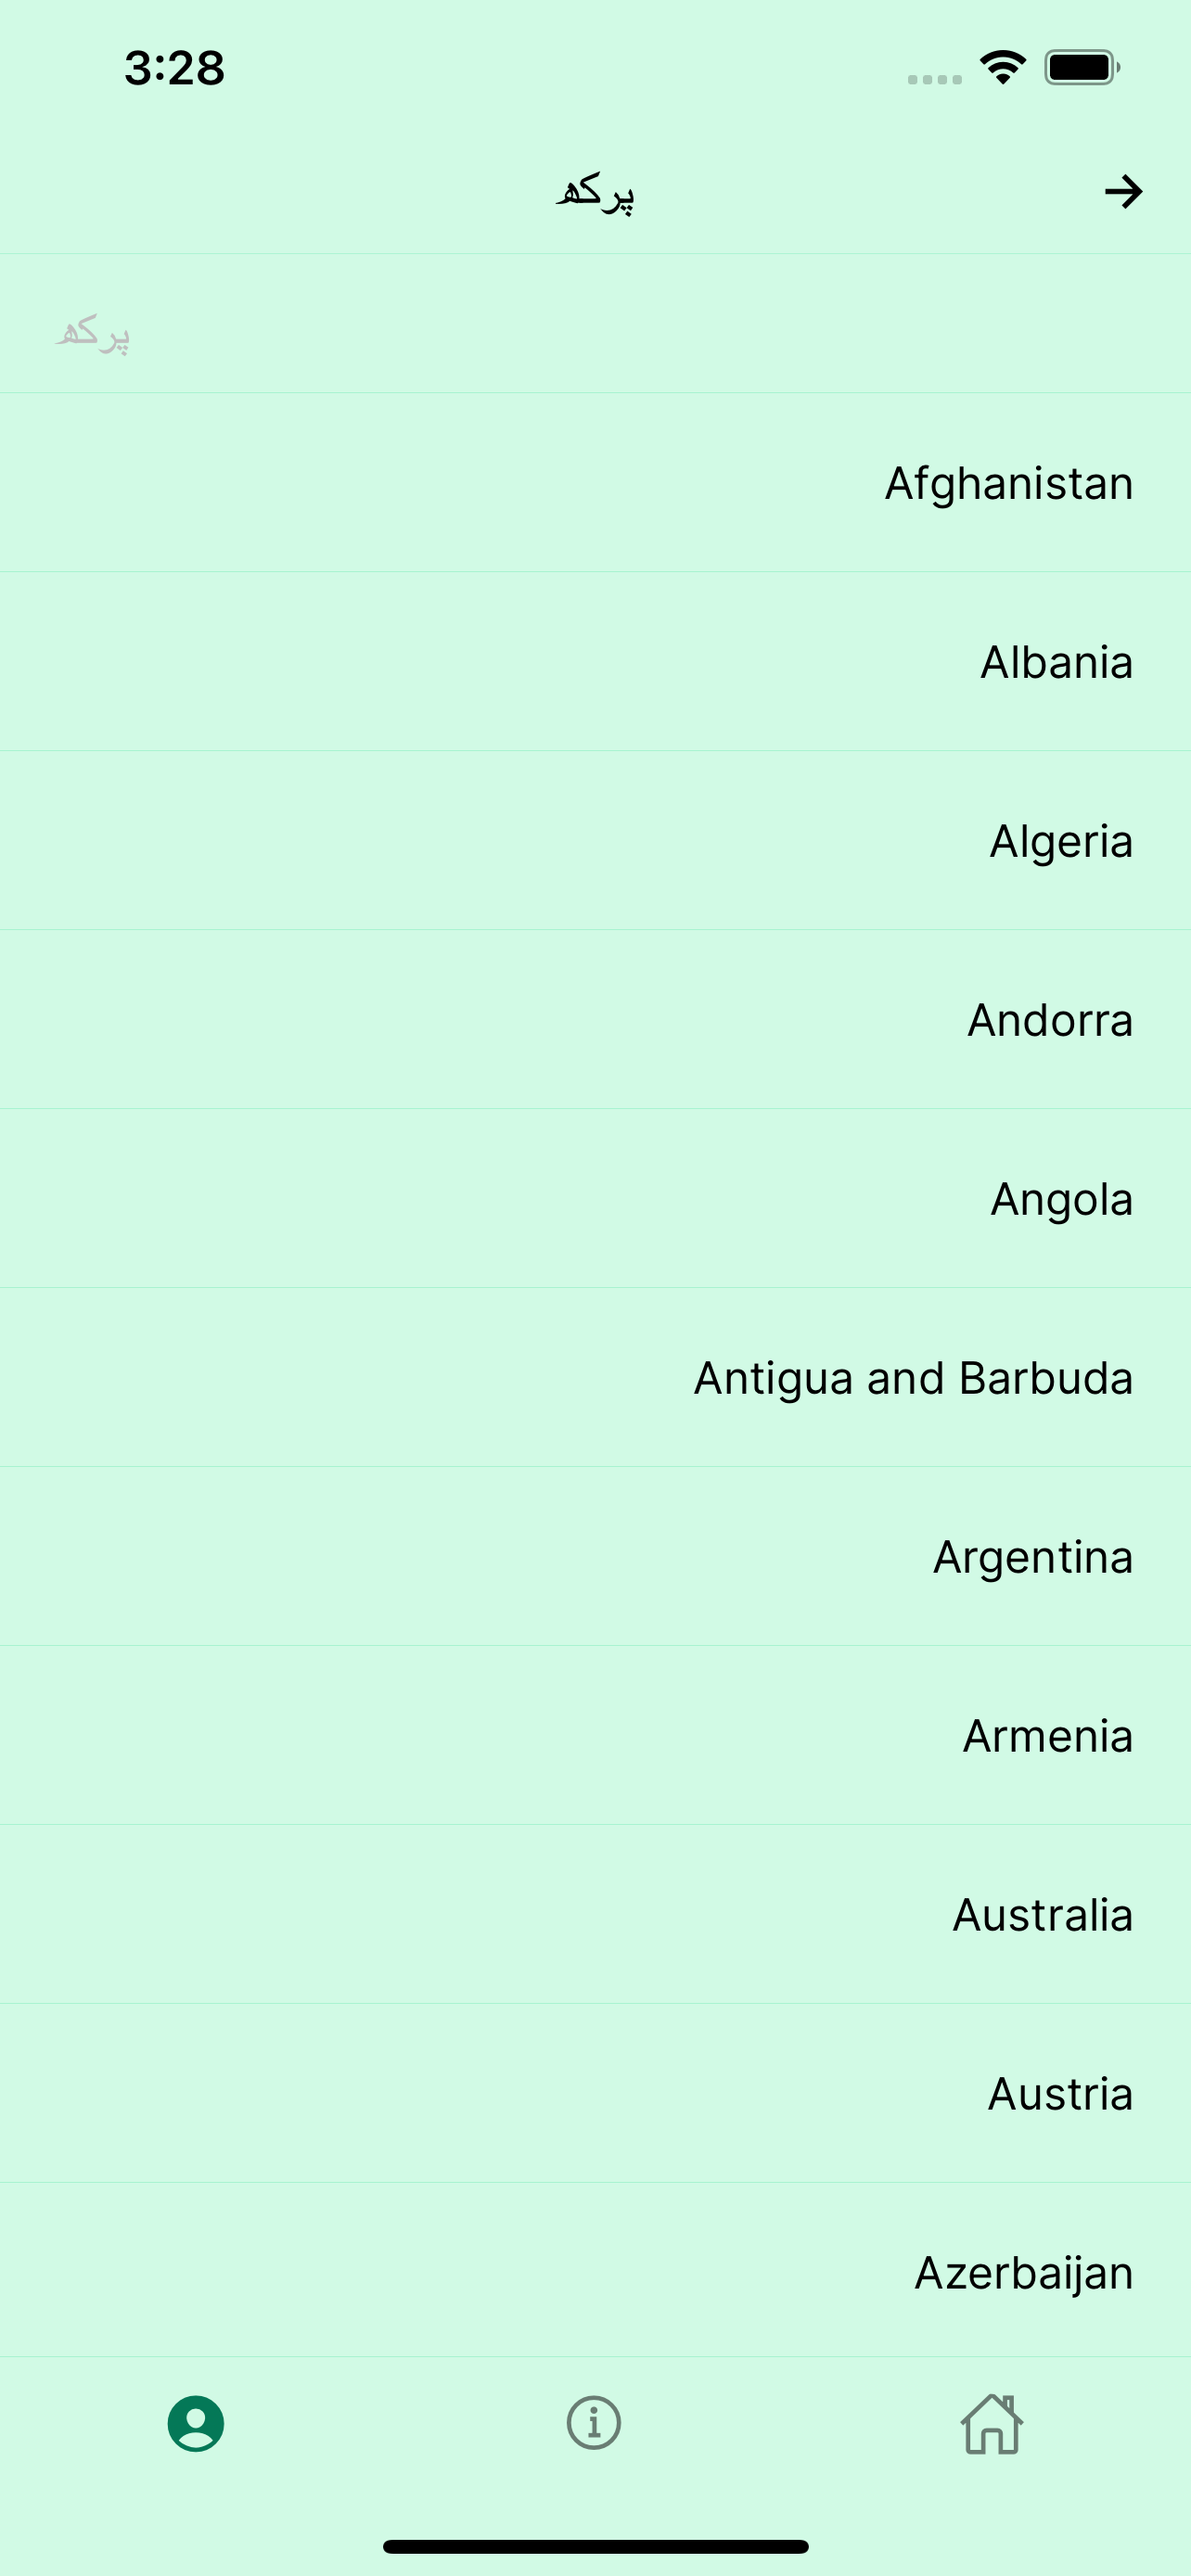 3:28
پرکھ
پرکھ
Afghanistan
Albania
Algeria
Andorra
Angola
Antigua and Barbuda
Argentina
Armenia
Australia
Austria
Azerbaijan